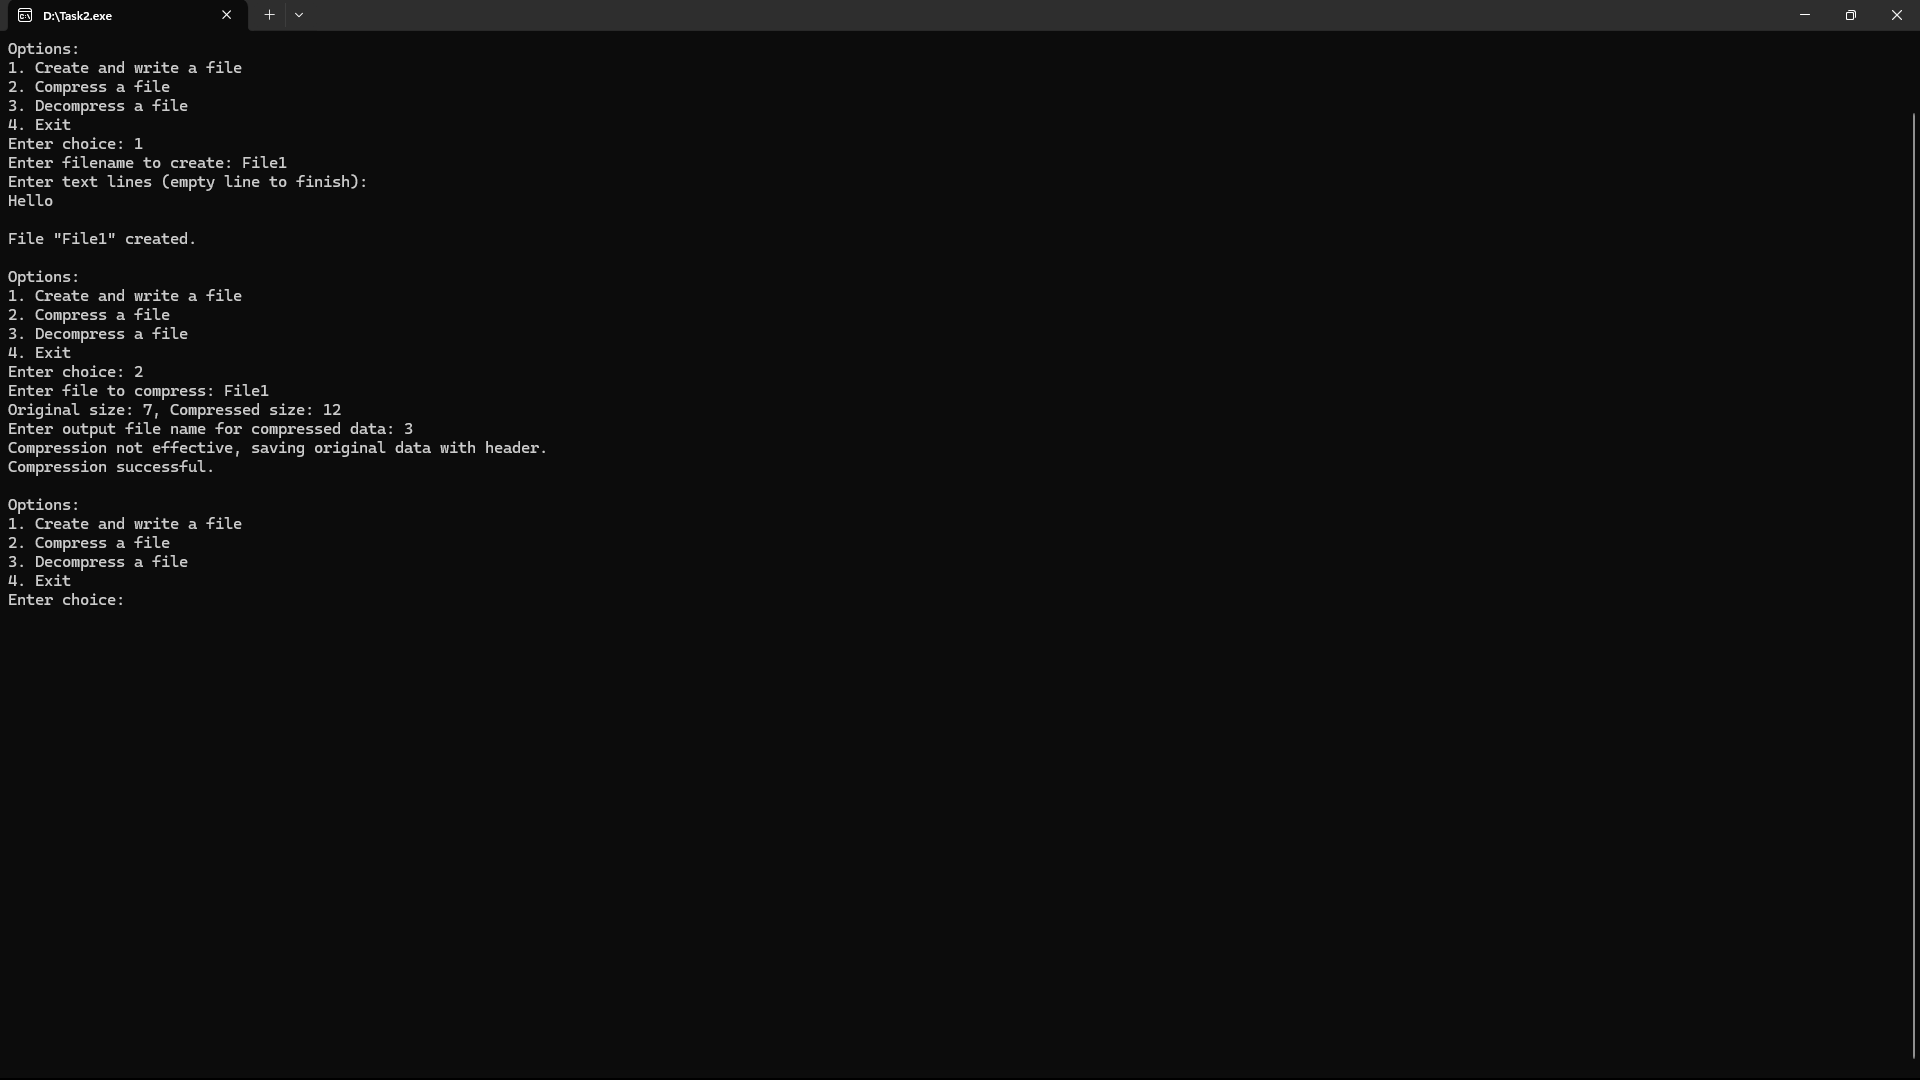 D:\Task2.exe
Options:
1. Create and write a file
2. Compress a file
3. Decompress a file
4. Exit
Enter choice: 1
Enter filename to create: File1
Enter text lines (empty line to finish):
Hello
File "File1" created.
Options:
1. Create and write a file
2. Compress a file
3. Decompress a file
4. Exit
Enter choice: 2
Enter file to compress: File1
Original size: 7, Compressed size: 12
Enter output file name for compressed data: 3
Compression not effective, saving original data with header.
Compression successful.
Options:
1. Create and write a file
2. Compress a file
3. Decompress a file
4. Exit
Enter choice: